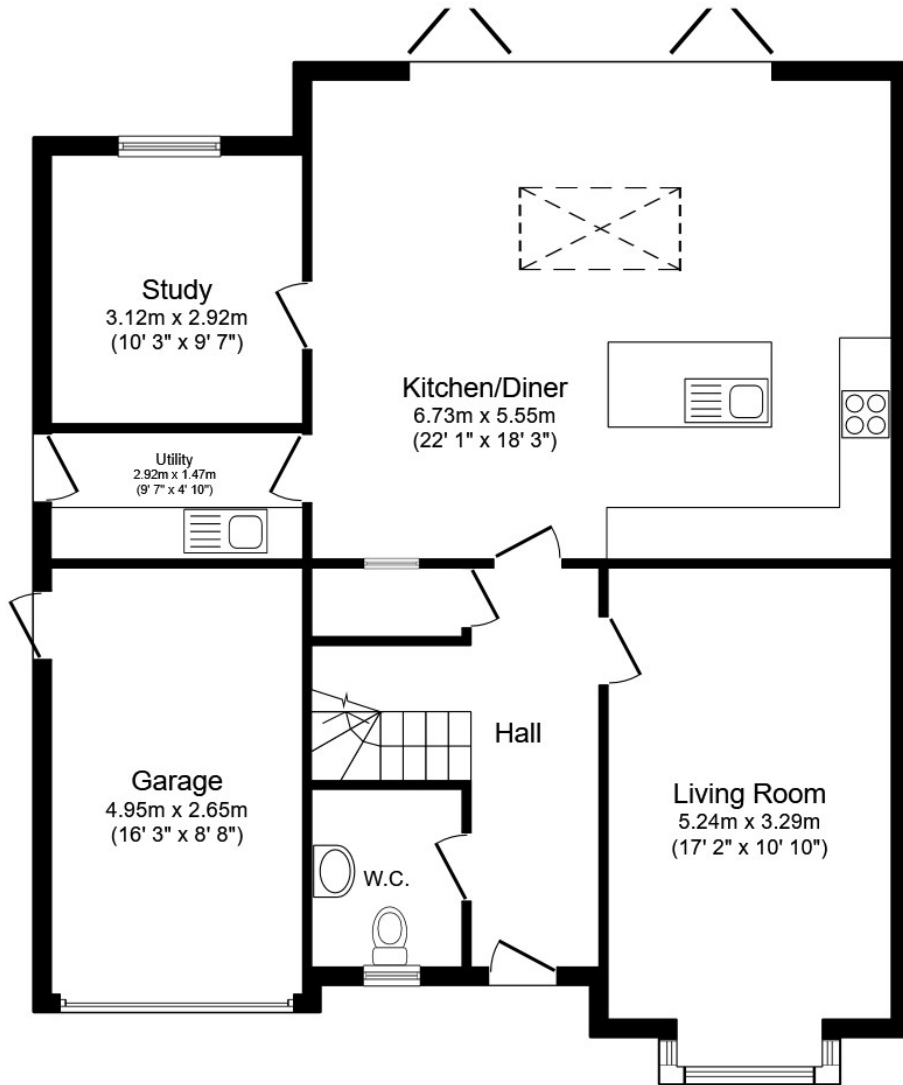 Study
3.12m x 2.92m
(10' 3" x 9' 7")
Kitchen/Diner
6.73m x 5.55m
(22' 1" x 18' 3")
Utility
2.92m x 1.47m
(9' 7" x 4' 10")
Hall
Garage
4.95m x 2.65m
(16' 3" x 8' 8")
Living Room
5.24m x 3.29m
(17' 2" x 10' 10")
W.C.